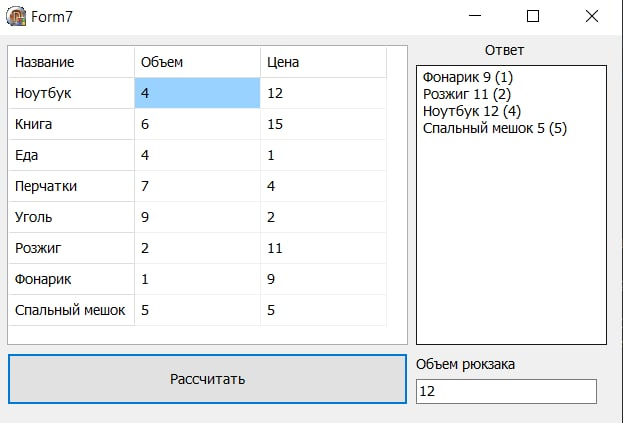 Form7
Название Объем Цена
Ноутбук 4 12
Книга 6 15
Еда 4 1
Перчатки 7 4
Уголь 9 2
Розжиг 2 11
Фонарик 1 9
Спальный мешок 5 5
Рассчитать
Ответ
Фонарик 9 (1)
Розжиг 11 (2)
Ноутбук 12 (4)
Спальный мешок 5 (5)
Объем рюкзака
12